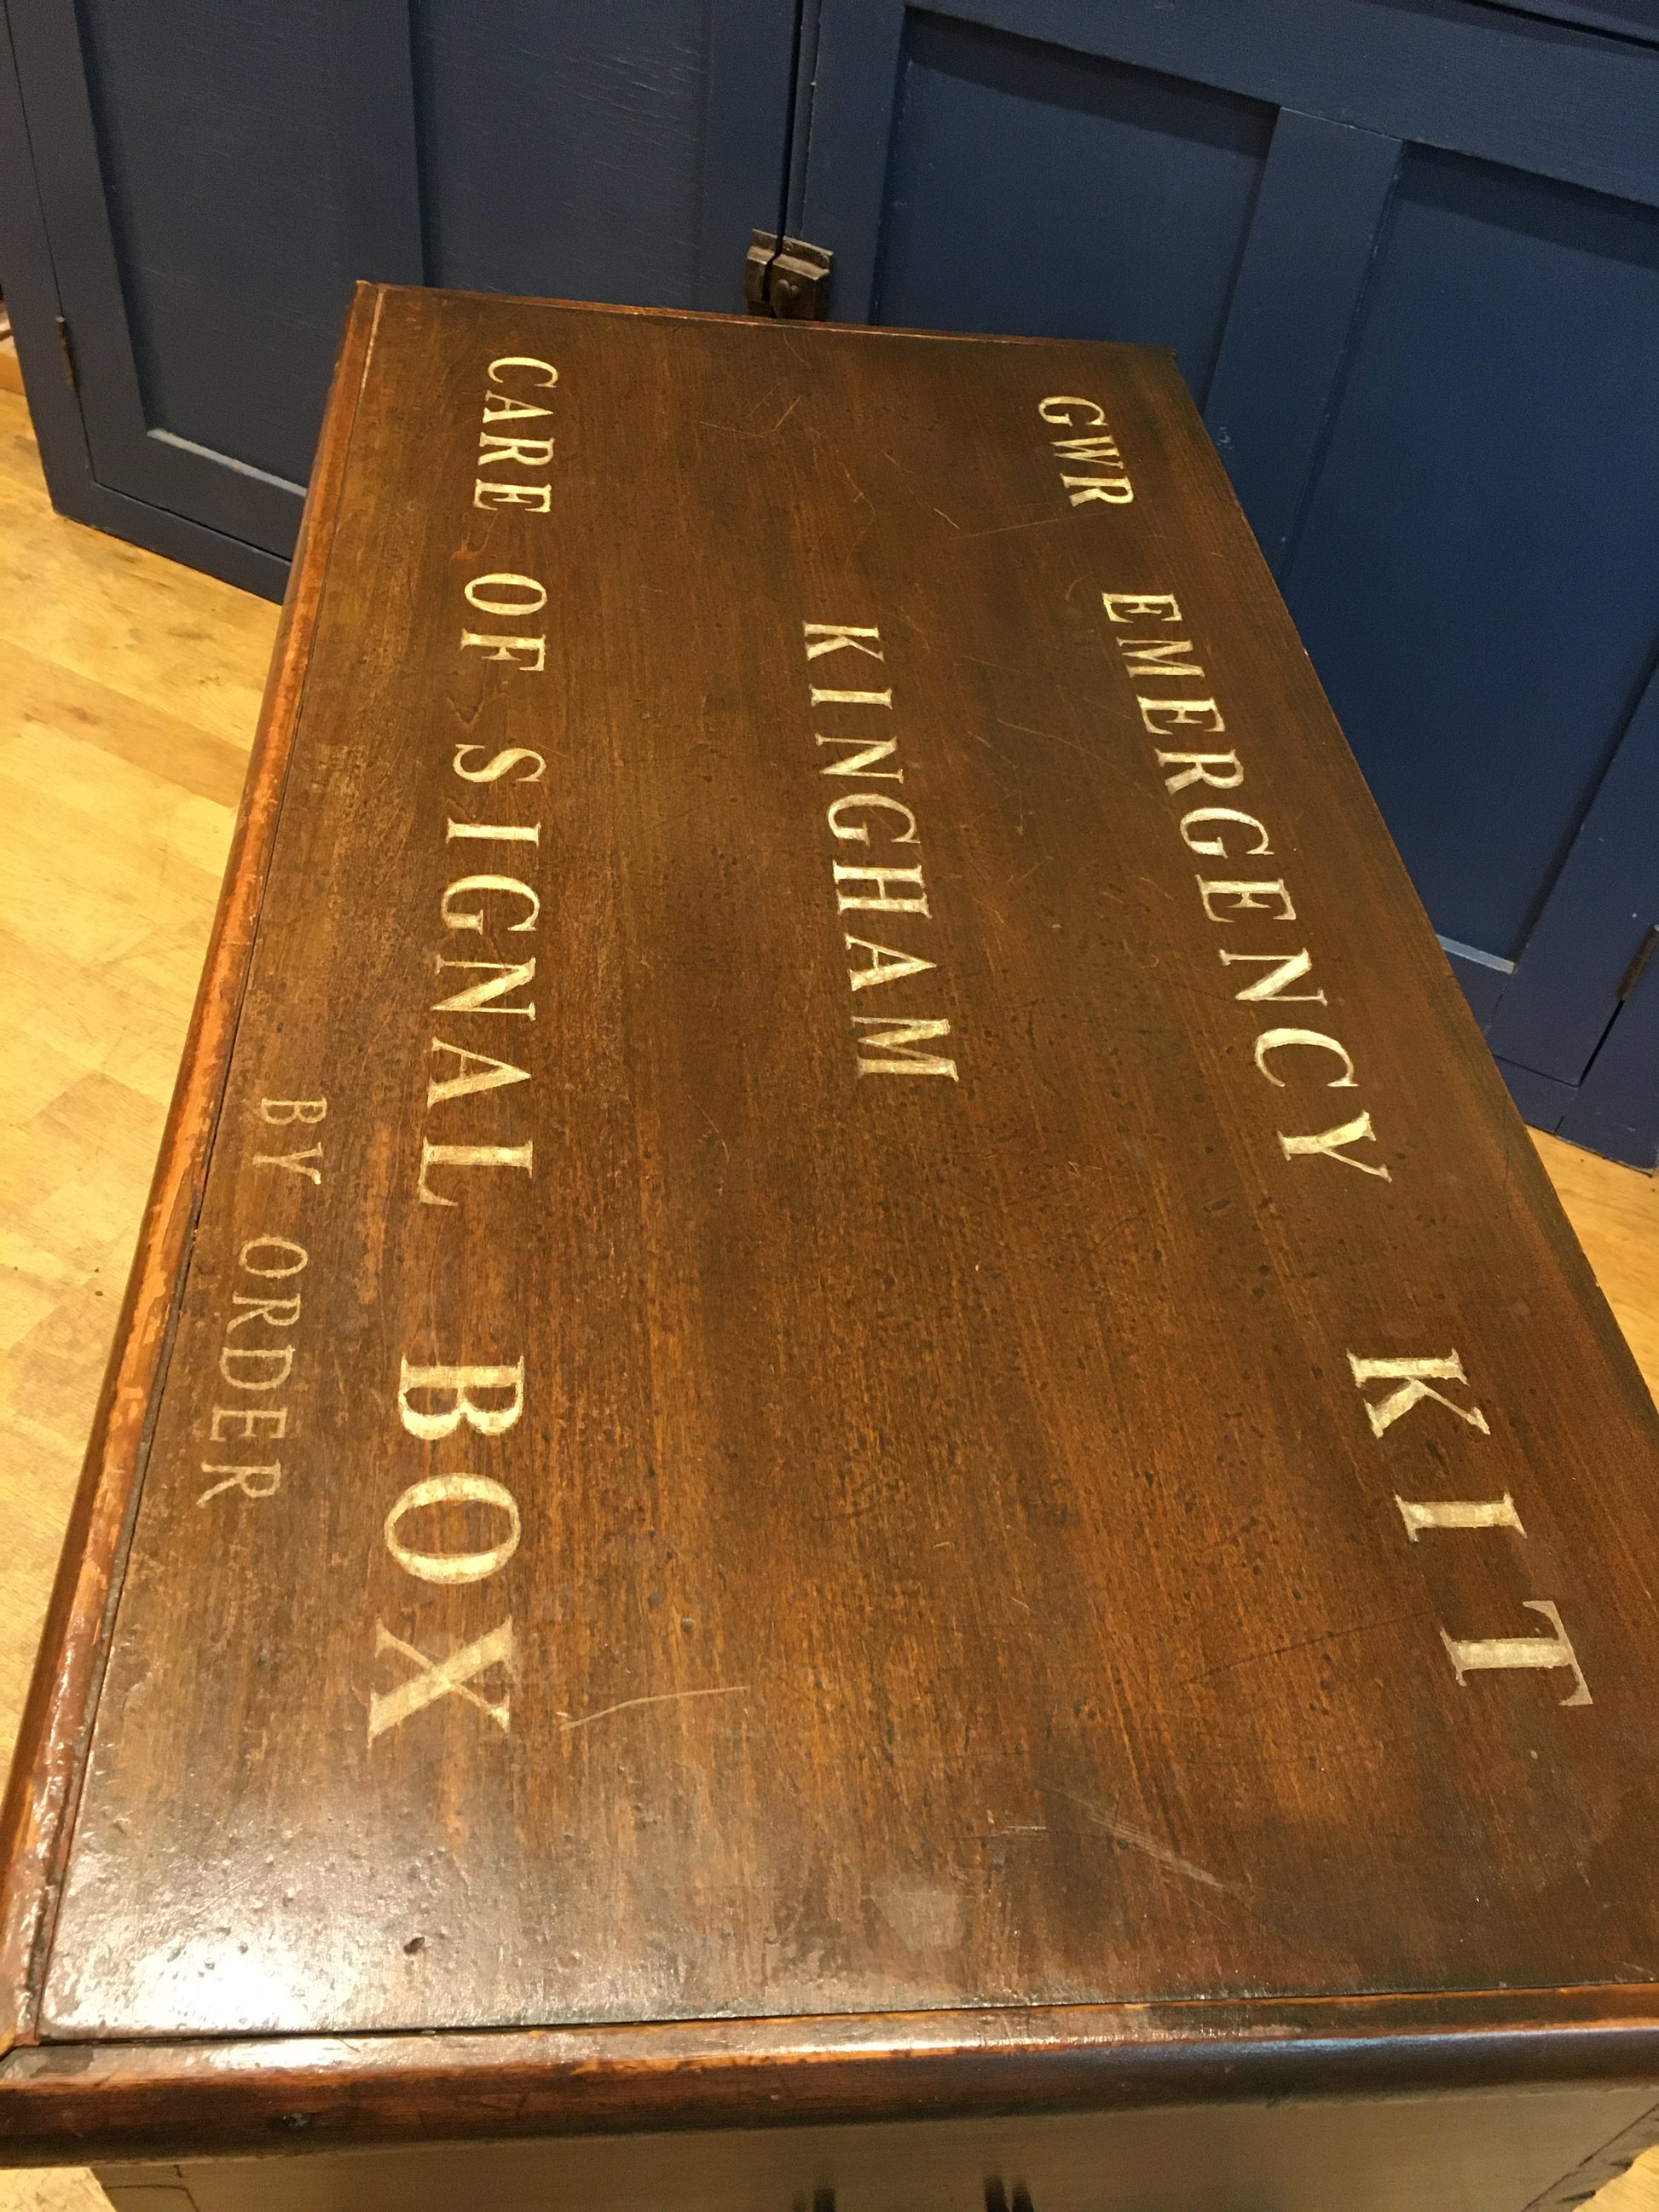 GWR EMERGENCY KIT
KINGHAM
CARE OF SIGNAL BOX
BY ORDER